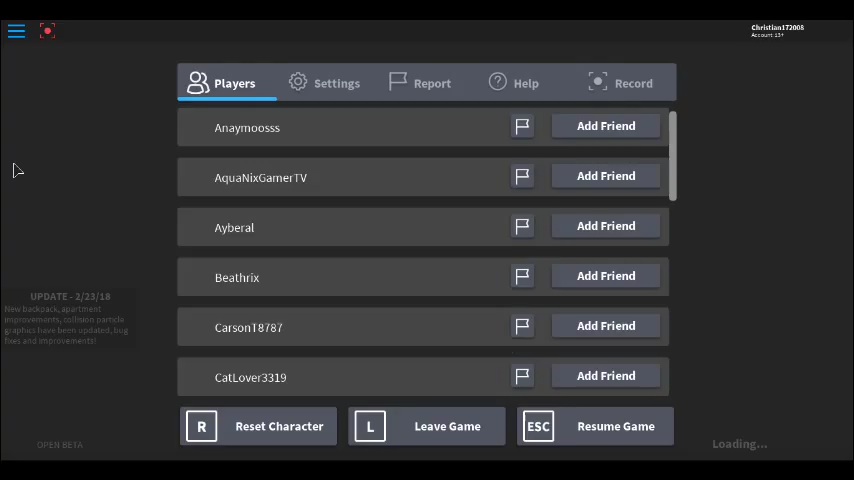 Christian172008
Account: 13+
Players
Settings
Report
Help
Record
Anaymoosss
Add Friend
AquaNixGamerTV
Add Friend
Ayberal
Add Friend
Beathrix
Add Friend
CarsonT8787
Add Friend
CatLover3319
Add Friend
UPDATE - 2/23/18
New backpack, apartment
improvements, collision particle
graphics have been updated, bug
fixes and improvements!
R Reset Character
L Leave Game
ESC Resume Game
OPEN BETA
Loading...